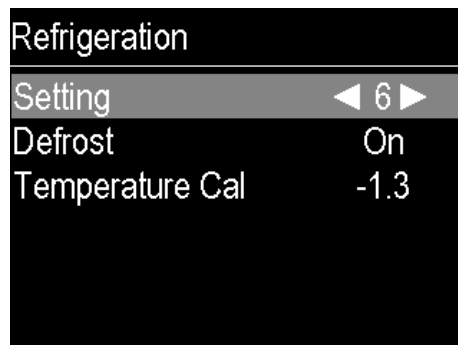 Refrigeration
Setting ◀ 6 ▶
Defrost On
Temperature Cal -1.3